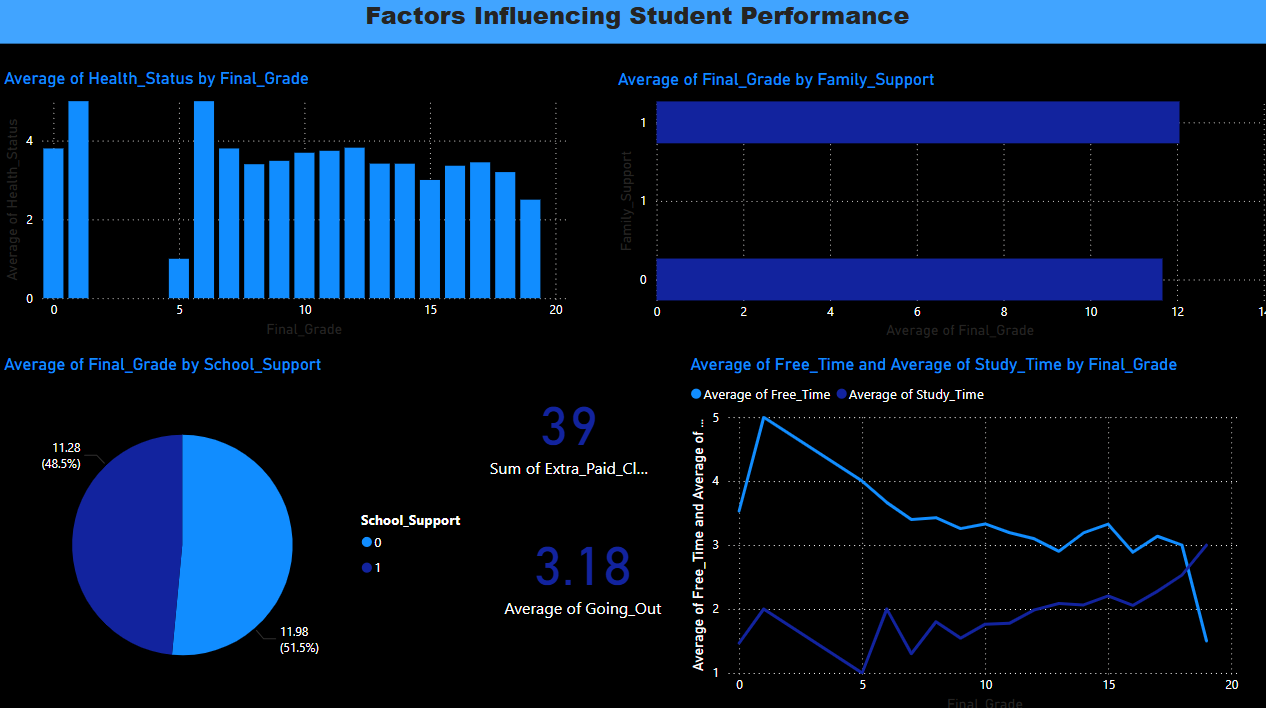 Factors Influencing Student Performance
Average of Health_Status by Final_Grade
Average of Health_Status
4
2
0
0
5
10
15
20
Final_Grade
Average of Final_Grade by Family_Support
Family_Support
1
1
0
0
2
4
6
8
10
12
14
Average of Final_Grade
Average of Final_Grade by School_Support
11.28
(48.5%)
11.98
(51.5%)
School_Support
0
1
39
Sum of Extra_Paid_Cl...
3.18
Average of Going_Out
Average of Free_Time and Average of Study_Time by Final_Grade
Average of Free_Time
Average of Study_Time
Average of Free_Time and Average of ...
5
4
3
2
1
0
5
10
15
20
Final_Grade